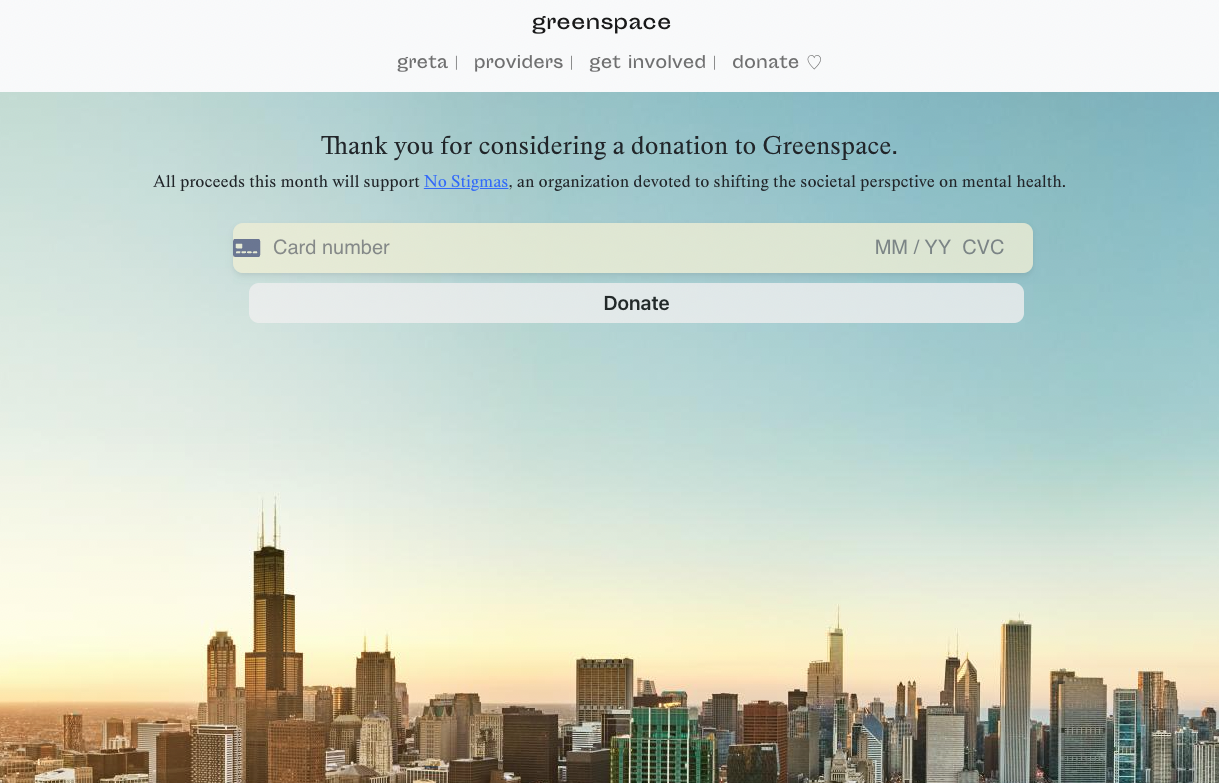 greenspace
greta | providers | get involved | donate ♡
Thank you for considering a donation to Greenspace.
All proceeds this month will support No Stigmas, an organization devoted to shifting the societal perspctive on mental health.
Card number MM / YY CVC
Donate